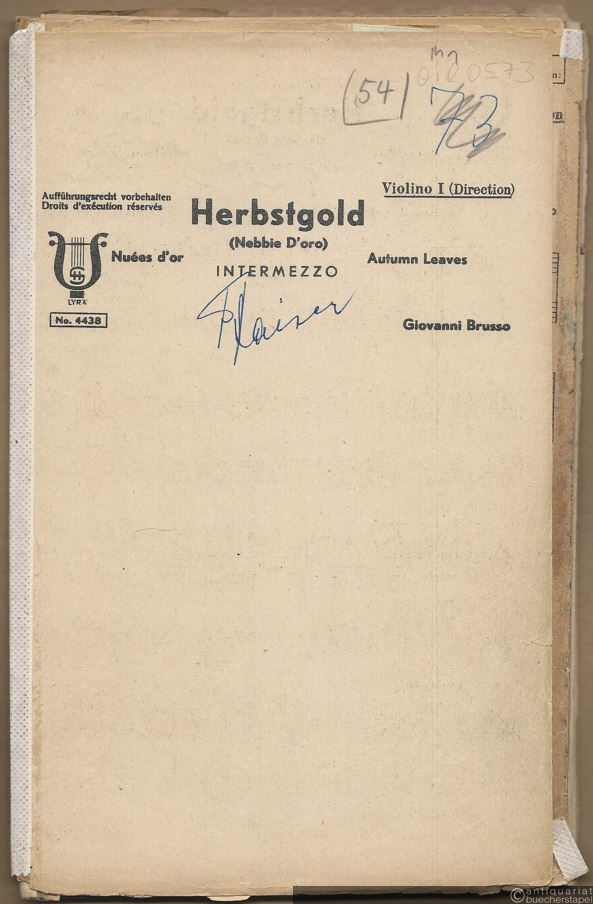 (54)
73
Violino I (Direction)
Aufführungsrecht vorbehalten
Droits d'exécution réservés
Herbstgold
(Nebbie D'oro)
Nuées d'or
Autumn Leaves
INTERMEZZO
LYRA
No. 4438
Giovanni Brusso
antiquariat
buecherstapel